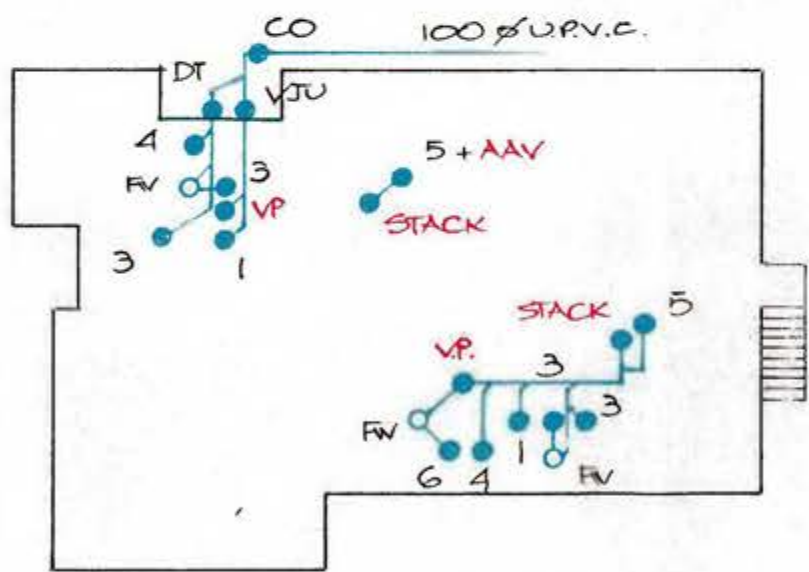 CO 100 Ø U.P.V.C.
DT
VJU
4
5 + AAV
FW 3
VP
STACK
3
1
STACK 5
V.P.
3
3
FW
1
6 4 FW